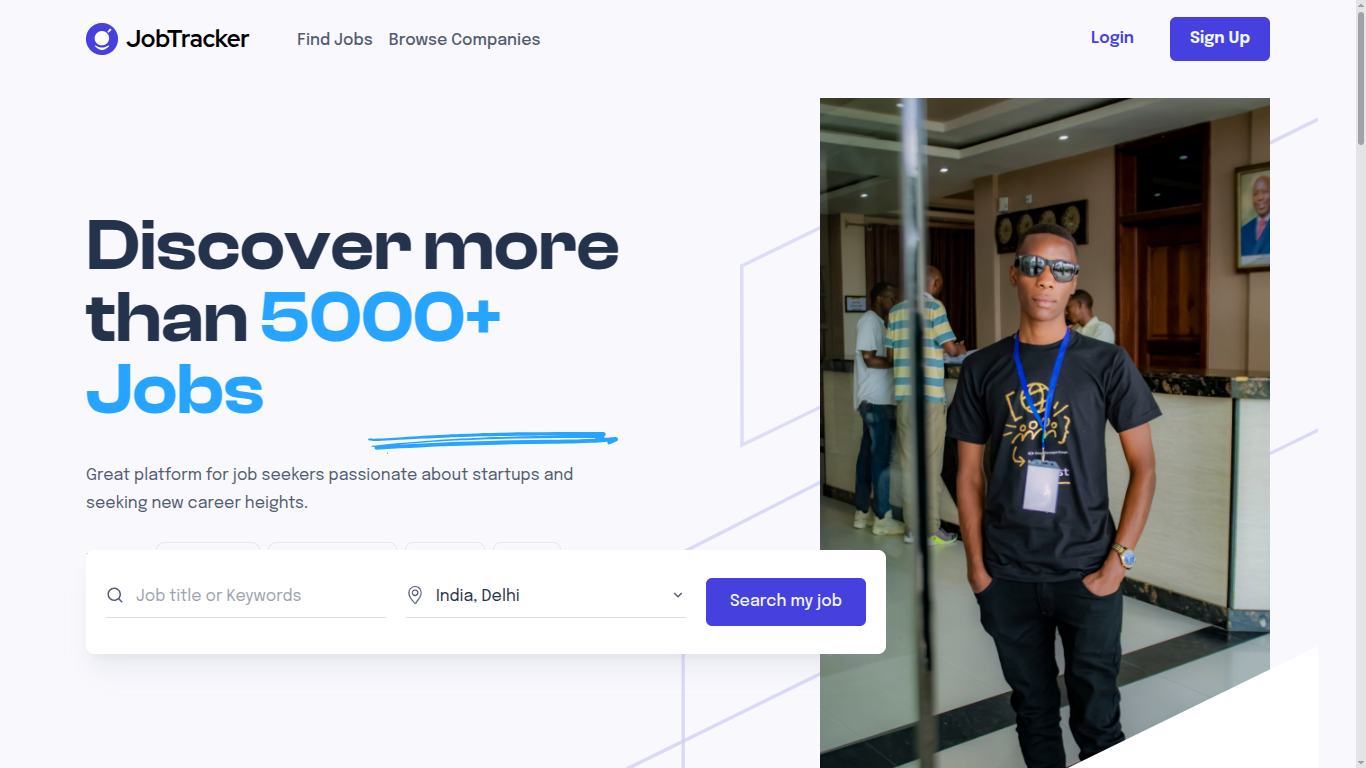 JobTracker
Find Jobs
Browse Companies
Login
Sign Up
Discover more
than 5000+
Jobs
Great platform for job seekers passionate about startups and
seeking new career heights.
Job title or Keywords
India, Delhi
Search my job